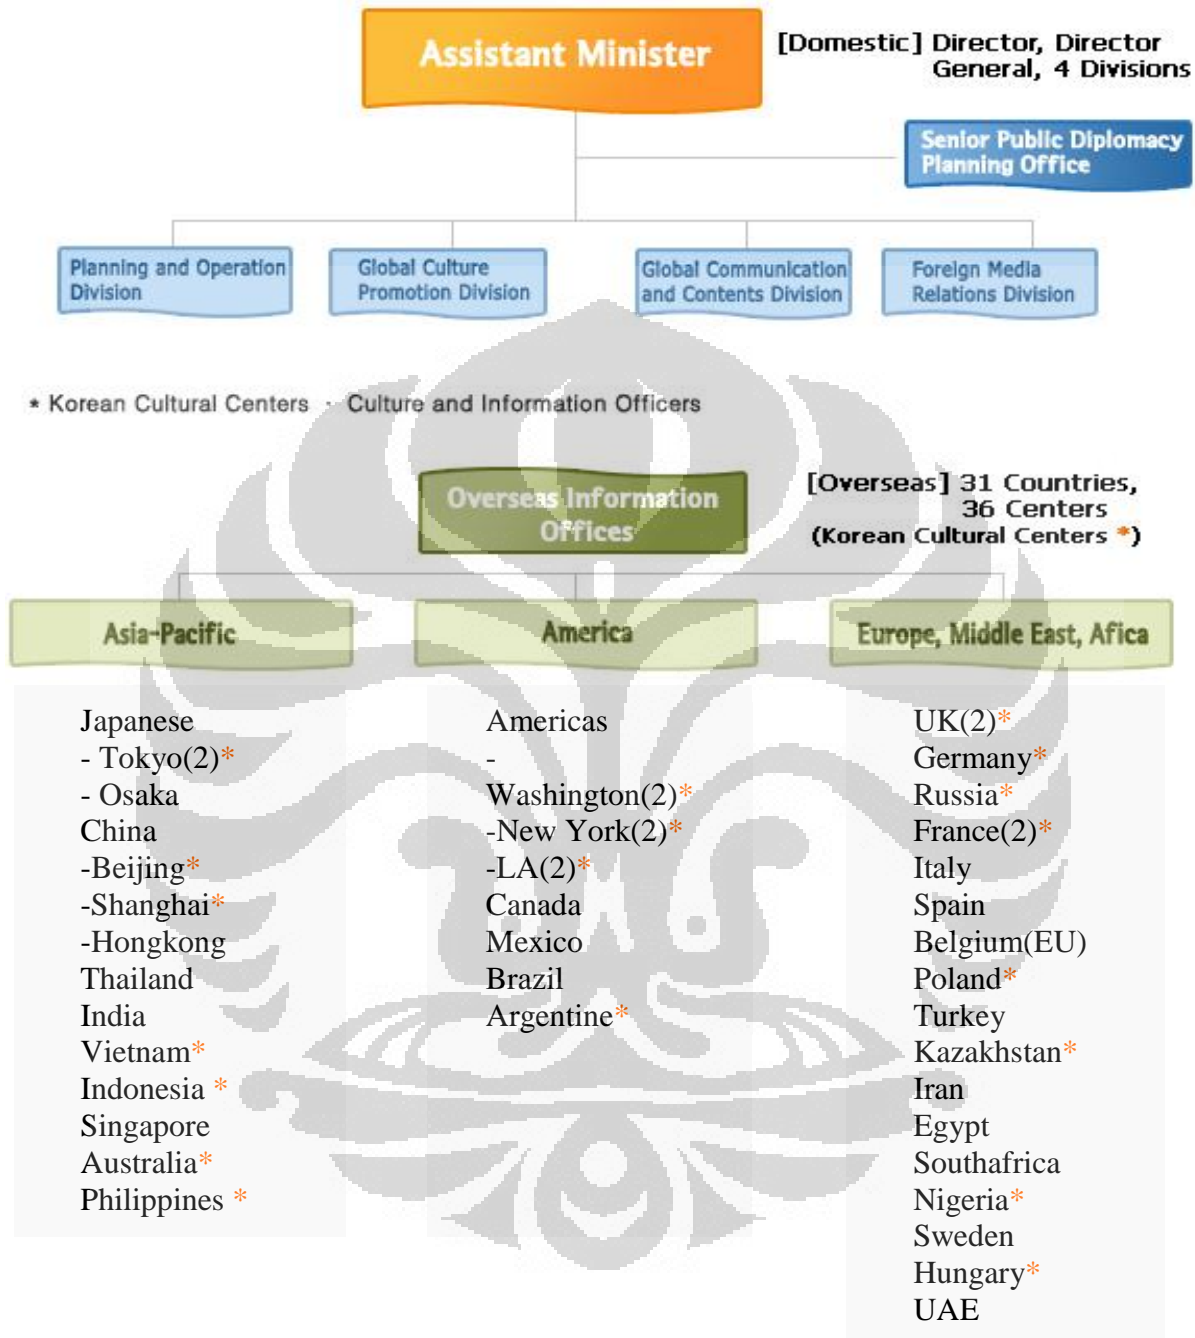 Assistant Minister
[Domestic] Director, Director
General, 4 Divisions
Senior Public Diplomacy
Planning Office
Planning and Operation
Division
Global Culture
Promotion Division
Global Communication
and Contents Division
Foreign Media
Relations Division
* Korean Cultural Centers · Culture and Information Officers
Overseas Information
Offices
[Overseas] 31 Countries,
36 Centers
(Korean Cultural Centers *)
Asia-Pacific
Japanese
- Tokyo(2)*
- Osaka
China
-Beijing*
-Shanghai*
-Hongkong
Thailand
India
Vietnam*
Indonesia *
Singapore
Australia*
Philippines *
America
Americas
-
Washington(2)*
-New York(2)*
-LA(2)*
Canada
Mexico
Brazil
Argentine*
Europe, Middle East, Afica
UK(2)*
Germany*
Russia*
France(2)*
Italy
Spain
Belgium(EU)
Poland*
Turkey
Kazakhstan*
Iran
Egypt
Southafrica
Nigeria*
Sweden
Hungary*
UAE